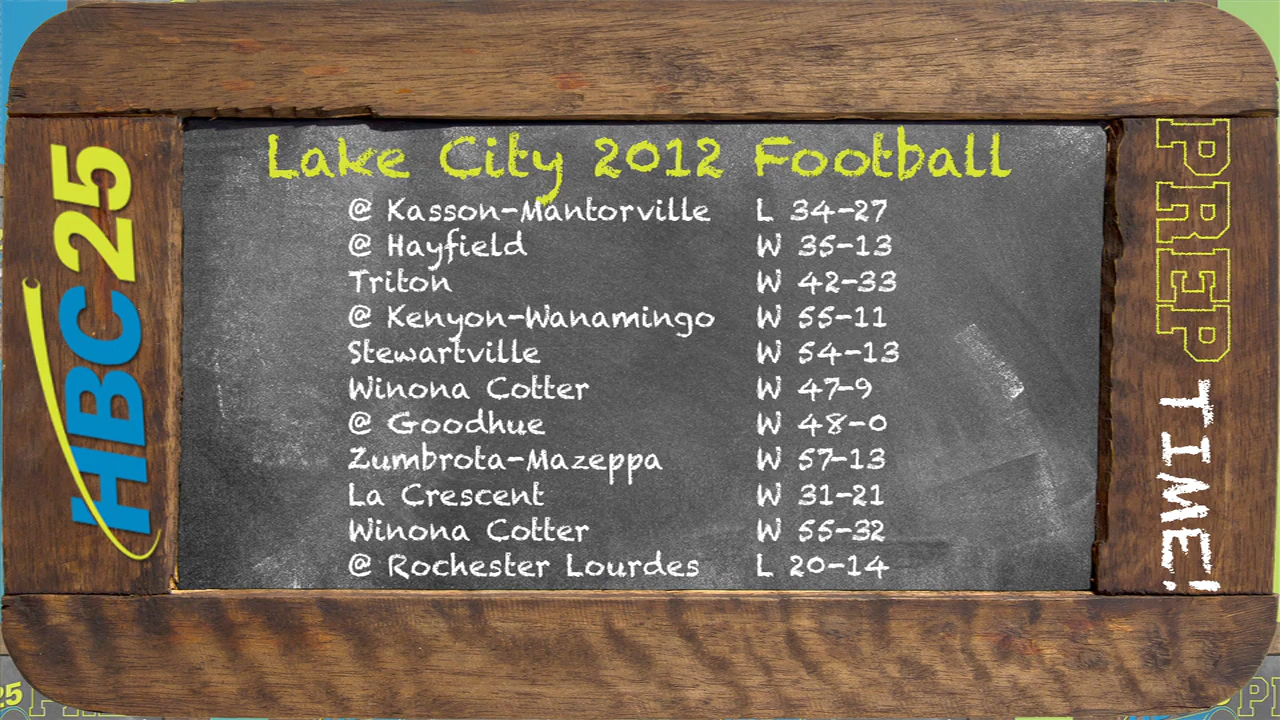 Lake City 2012 Football
@ Kasson-Mantorville L 34-27
@ Hayfield W 35-13
Triton W 42-33
@ Kenyon-Wanamingo W 55-11
Stewartville W 54-13
Winona Cotter W 47-9
@ Goodhue W 48-0
Zumbrota-Mazeppa W 57-13
La Crescent W 31-21
Winona Cotter W 55-32
@ Rochester Lourdes L 20-14
HBC25
PREP TIME!
25